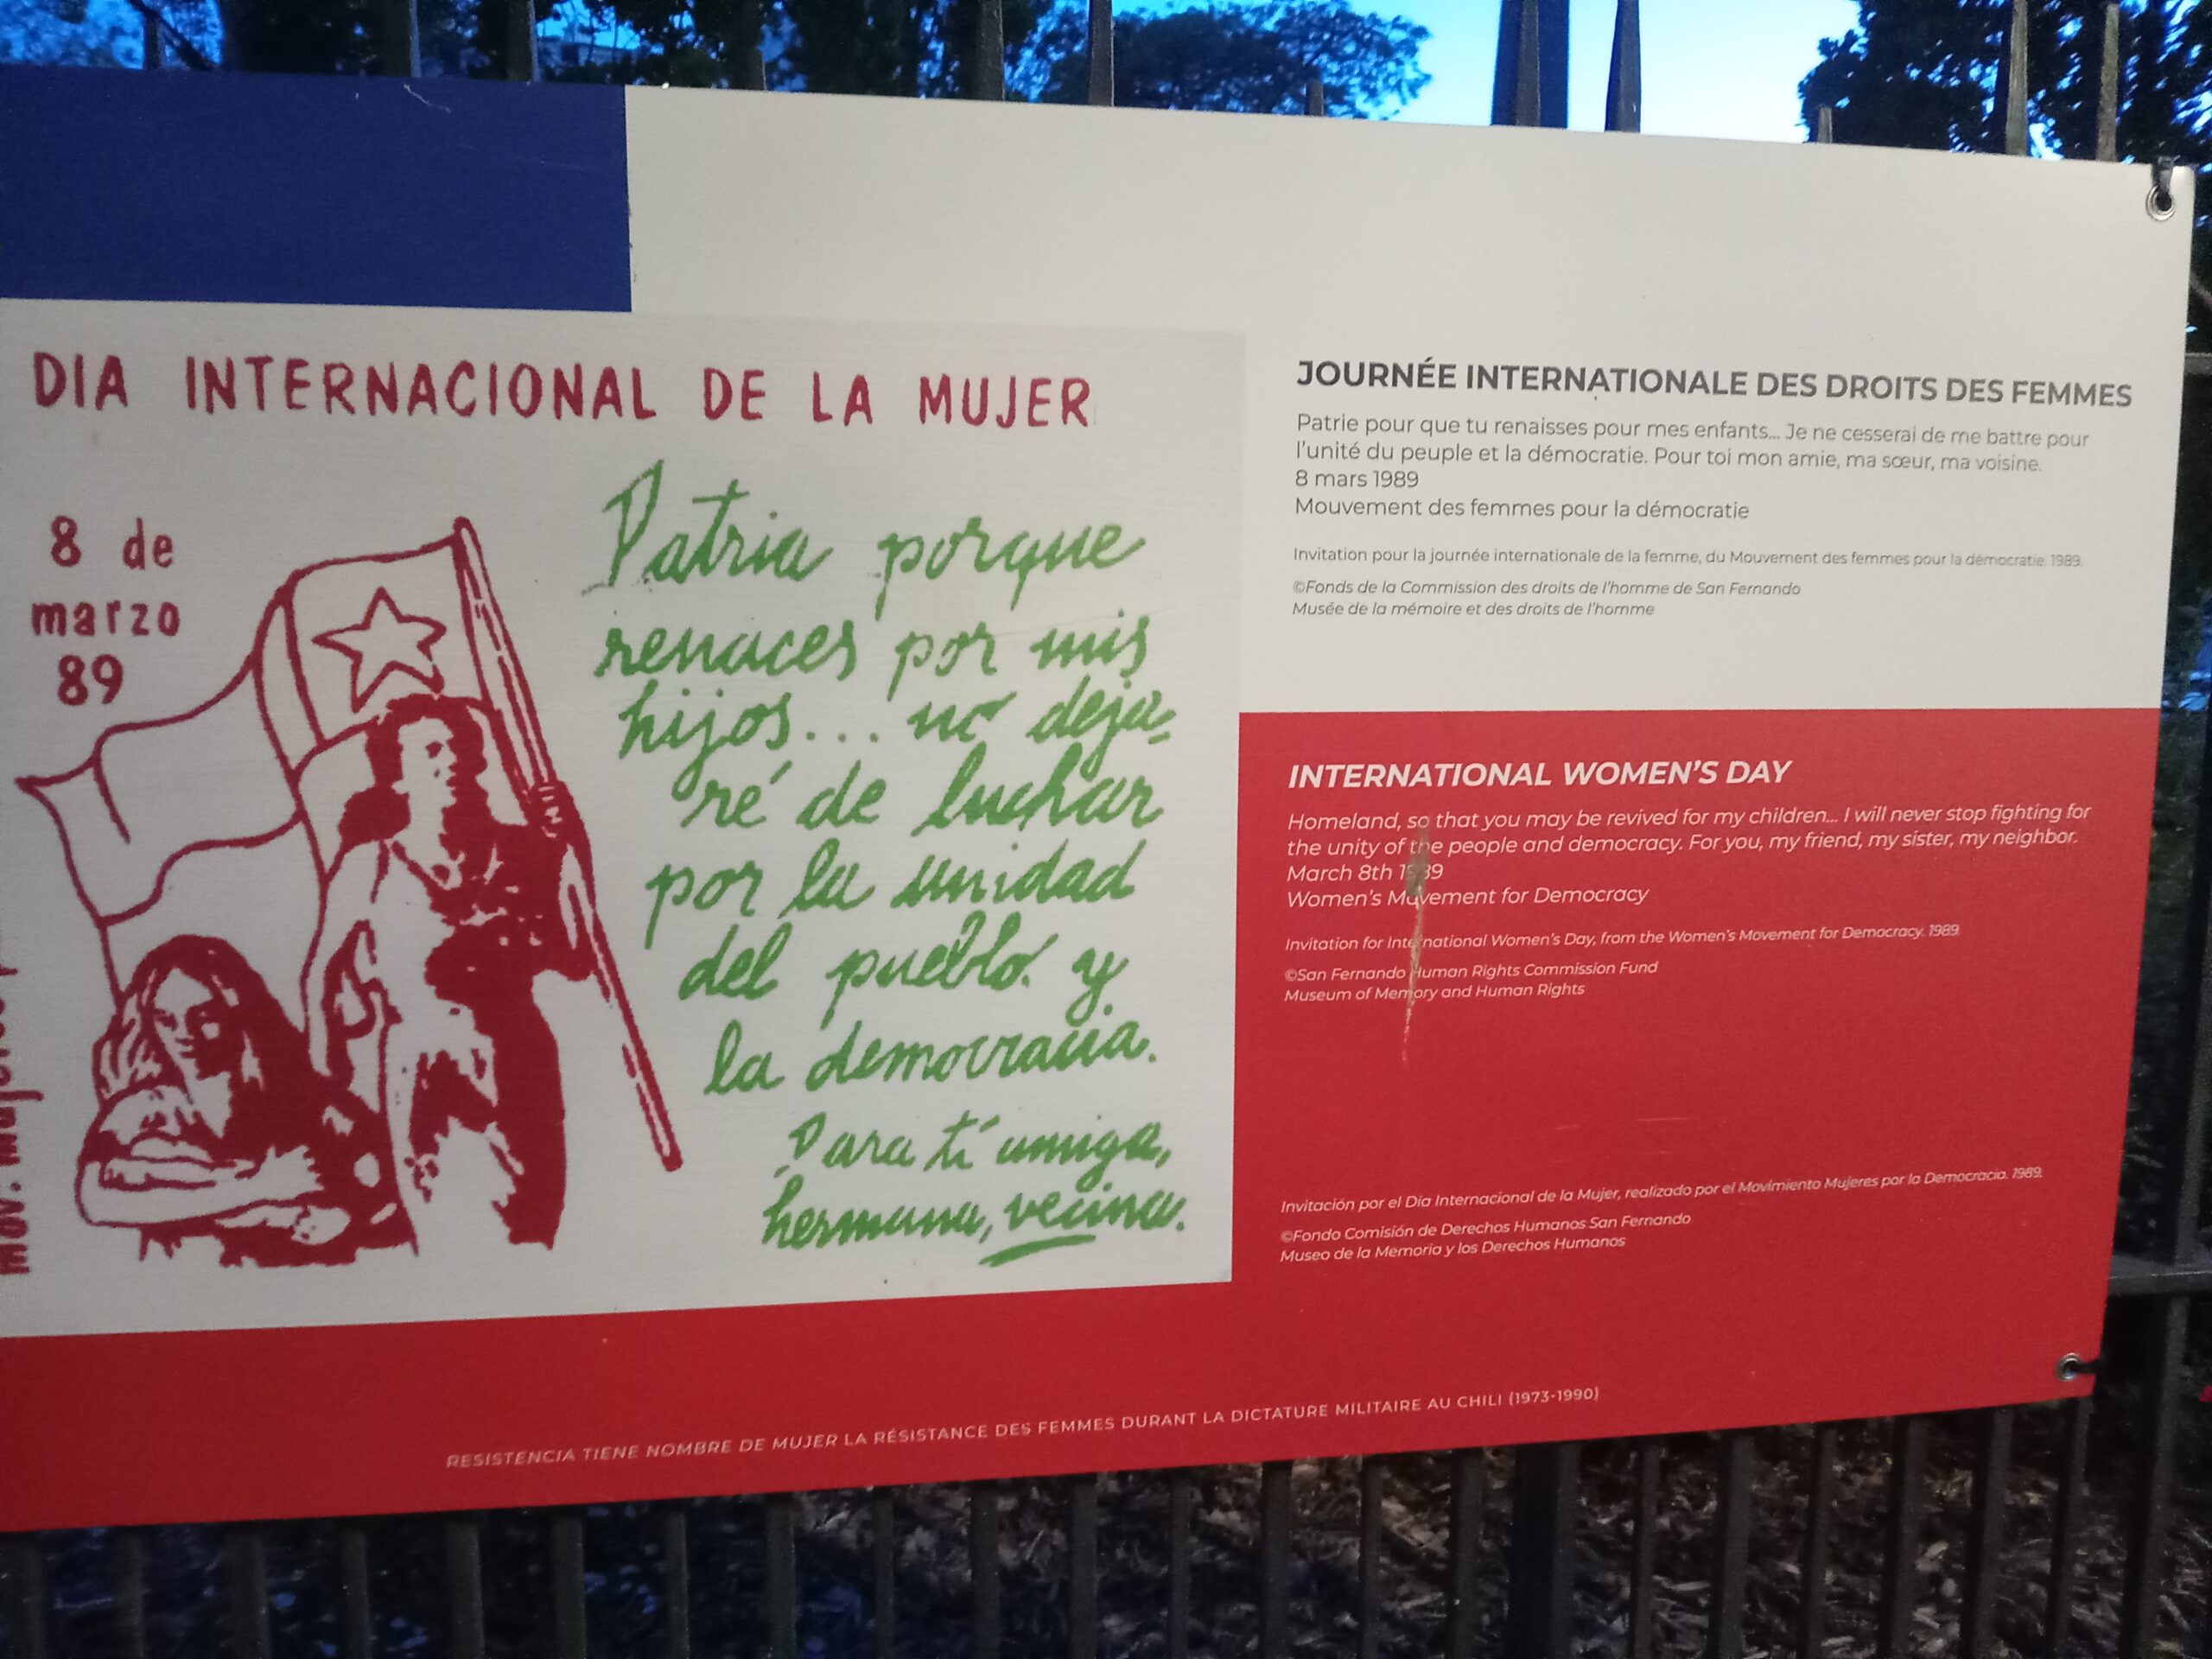 DIA INTERNACIONAL DE LA MUJER
8 de
marzo
89
Patria porque
renaces por mis
hijos... no deja-
ré de luchar
por la unidad
del pueblo y
la democracia.
Para tí amiga,
hermana, vecina.
JOURNÉE INTERNATIONALE DES DROITS DES FEMMES
Patrie pour que tu renaisses pour mes enfants... Je ne cesserai de me battre pour
l'unité du peuple et la démocratie. Pour toi mon amie, ma sœur, ma voisine.
8 mars 1989
Mouvement des femmes pour la démocratie
Invitation pour la journée internationale de la femme, du Mouvement des femmes pour la démocratie. 1989.
©Fonds de la Commission des droits de l'homme de San Fernando
Musée de la mémoire et des droits de l'homme
INTERNATIONAL WOMEN'S DAY
Homeland, so that you may be revived for my children... I will never stop fighting for
the unity of the people and democracy. For you, my friend, my sister, my neighbor.
March 8th 1989
Women's Movement for Democracy
Invitation for International Women's Day, from the Women's Movement for Democracy. 1989.
©San Fernando Human Rights Commission Fund
Museum of Memory and Human Rights
Invitación por el Día Internacional de la Mujer, realizado por el Movimiento Mujeres por la Democracia. 1989.
©Fondo Comisión de Derechos Humanos San Fernando
Museo de la Memoria y los Derechos Humanos
RESISTENCIA TIENE NOMBRE DE MUJER LA RÉSISTANCE DES FEMMES DURANT LA DICTATURE MILITAIRE AU CHILI (1973-1990)